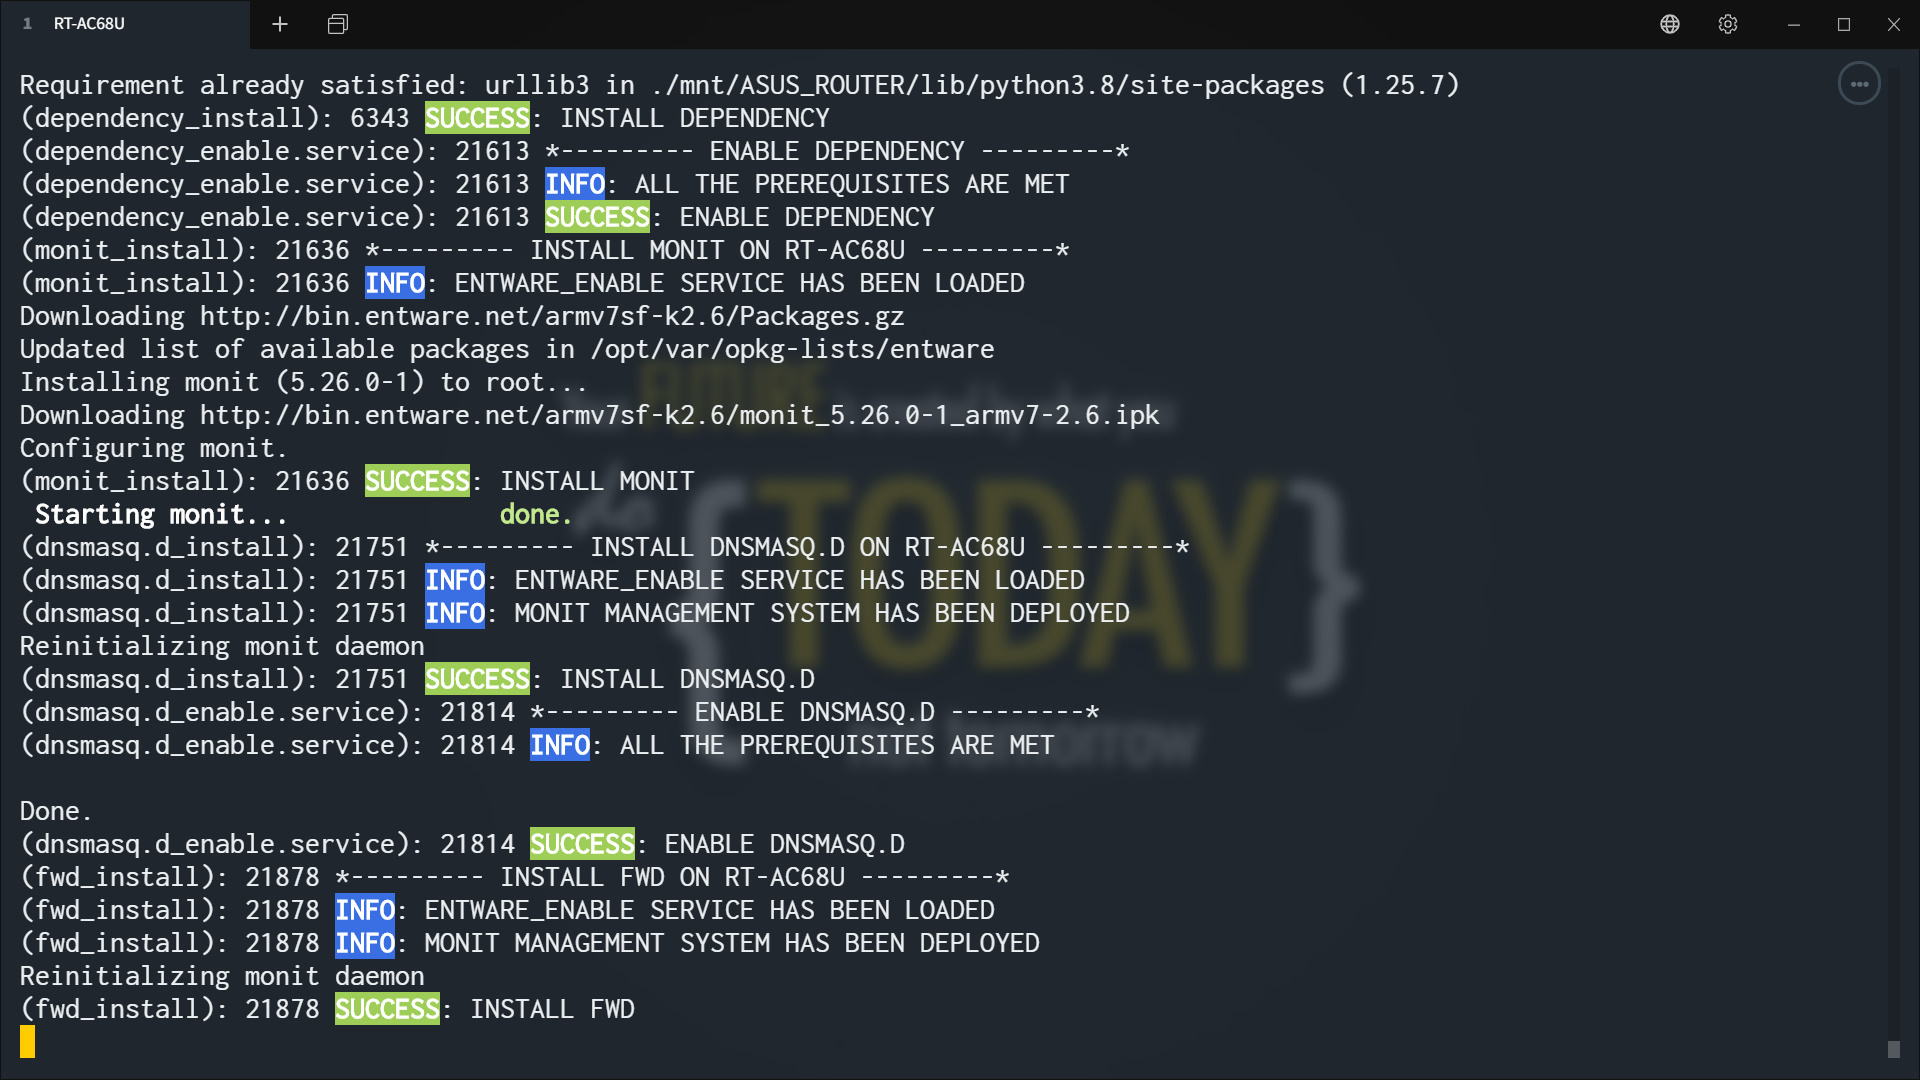 1 RT-AC68U
Requirement already satisfied: urllib3 in ./mnt/ASUS_ROUTER/lib/python3.8/site-packages (1.25.7)
(dependency_install): 6343 SUCCESS: INSTALL DEPENDENCY
(dependency_enable.service): 21613 *--------- ENABLE DEPENDENCY ---------*
(dependency_enable.service): 21613 INFO: ALL THE PREREQUISITES ARE MET
(dependency_enable.service): 21613 SUCCESS: ENABLE DEPENDENCY
(monit_install): 21636 *--------- INSTALL MONIT ON RT-AC68U ---------*
(monit_install): 21636 INFO: ENTWARE_ENABLE SERVICE HAS BEEN LOADED
Downloading http://bin.entware.net/armv7sf-k2.6/Packages.gz
Updated list of available packages in /opt/var/opkg-lists/entware
Installing monit (5.26.0-1) to root...
Downloading http://bin.entware.net/armv7sf-k2.6/monit_5.26.0-1_armv7-2.6.ipk
Configuring monit.
(monit_install): 21636 SUCCESS: INSTALL MONIT
Starting monit... done.
(dnsmasq.d_install): 21751 *--------- INSTALL DNSMASQ.D ON RT-AC68U ---------*
(dnsmasq.d_install): 21751 INFO: ENTWARE_ENABLE SERVICE HAS BEEN LOADED
(dnsmasq.d_install): 21751 INFO: MONIT MANAGEMENT SYSTEM HAS BEEN DEPLOYED
Reinitializing monit daemon
(dnsmasq.d_install): 21751 SUCCESS: INSTALL DNSMASQ.D
(dnsmasq.d_enable.service): 21814 *--------- ENABLE DNSMASQ.D ---------*
(dnsmasq.d_enable.service): 21814 INFO: ALL THE PREREQUISITES ARE MET
Done.
(dnsmasq.d_enable.service): 21814 SUCCESS: ENABLE DNSMASQ.D
(fwd_install): 21878 *--------- INSTALL FWD ON RT-AC68U ---------*
(fwd_install): 21878 INFO: ENTWARE_ENABLE SERVICE HAS BEEN LOADED
(fwd_install): 21878 INFO: MONIT MANAGEMENT SYSTEM HAS BEEN DEPLOYED
Reinitializing monit daemon
(fwd_install): 21878 SUCCESS: INSTALL FWD
FUTURE
{TODAY}
tomorrow